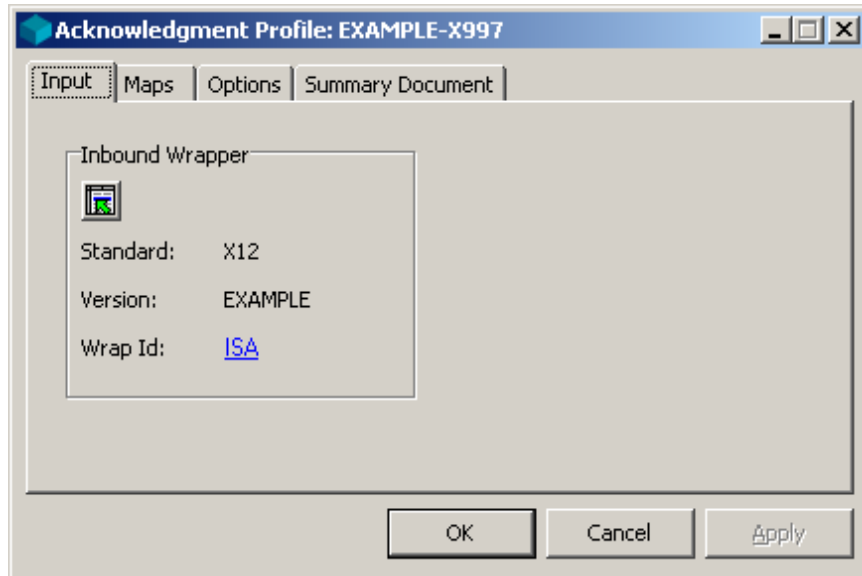 Acknowledgment Profile: EXAMPLE-X997
Input Maps Options Summary Document
Inbound Wrapper
Standard: X12
Version: EXAMPLE
Wrap Id: ISA
OK Cancel Apply